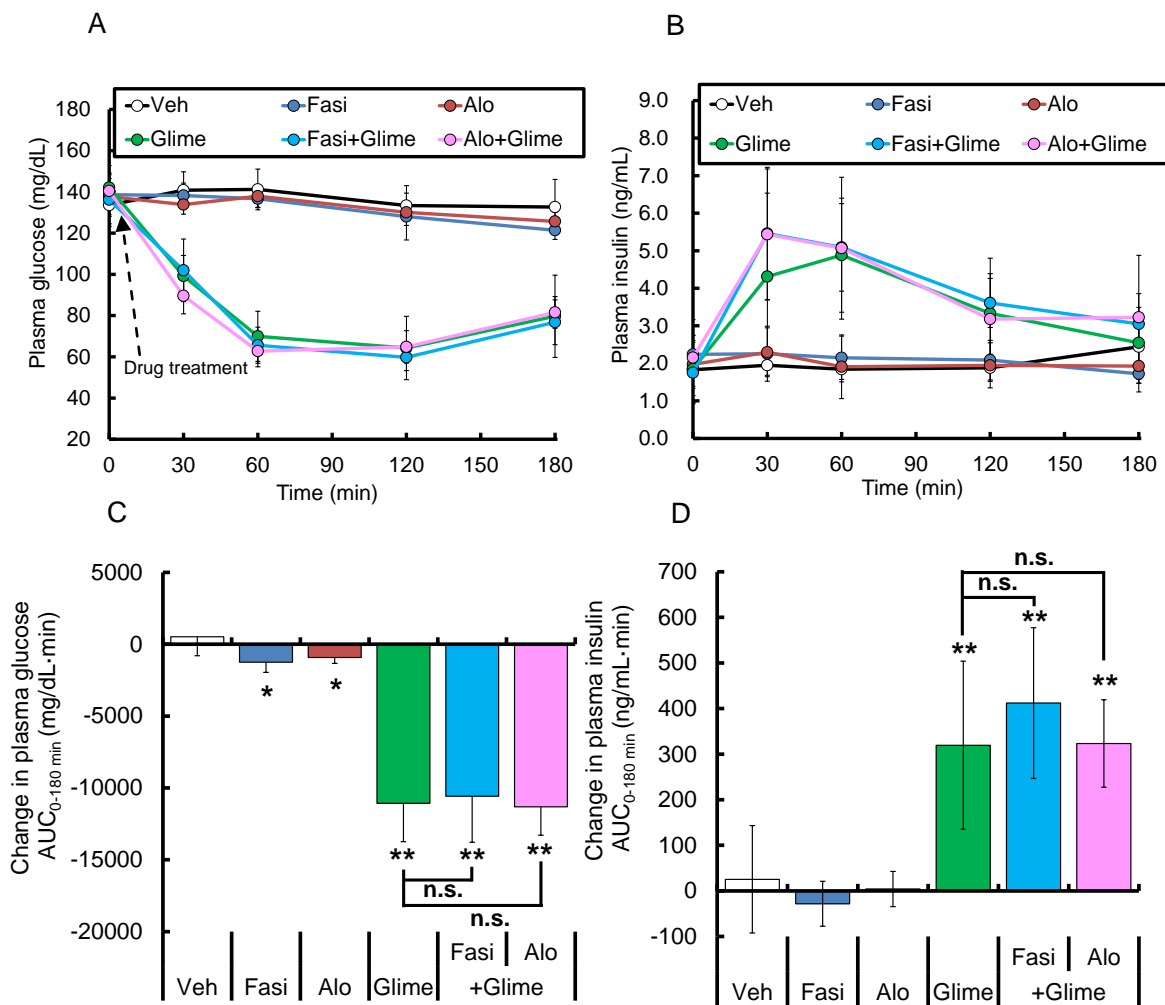 A
Veh Fasi Alo
Glime Fasi+Glime Alo+Glime
180
160
140
120
100
80
60
40
20
Plasma glucose (mg/dL)
Drug treatment
0 30 60 90 120 150 180
Time (min)
B
Veh Fasi Alo
Glime Fasi+Glime Alo+Glime
9.0
8.0
7.0
6.0
5.0
4.0
3.0
2.0
1.0
0.0
Plasma insulin (ng/mL)
0 30 60 90 120 150 180
Time (min)
C
5000
0
-5000
-10000
-15000
-20000
Change in plasma glucose
AUC0-180 min (mg/dL·min)
* *
** ** **
n.s.
n.s.
Fasi Alo
Veh Fasi Alo Glime +Glime
D
700
600
500
400
300
200
100
0
-100
Change in plasma insulin
AUC0-180 min (ng/mL·min)
n.s.
n.s.
** ** **
Fasi Alo
Veh Fasi Alo Glime +Glime